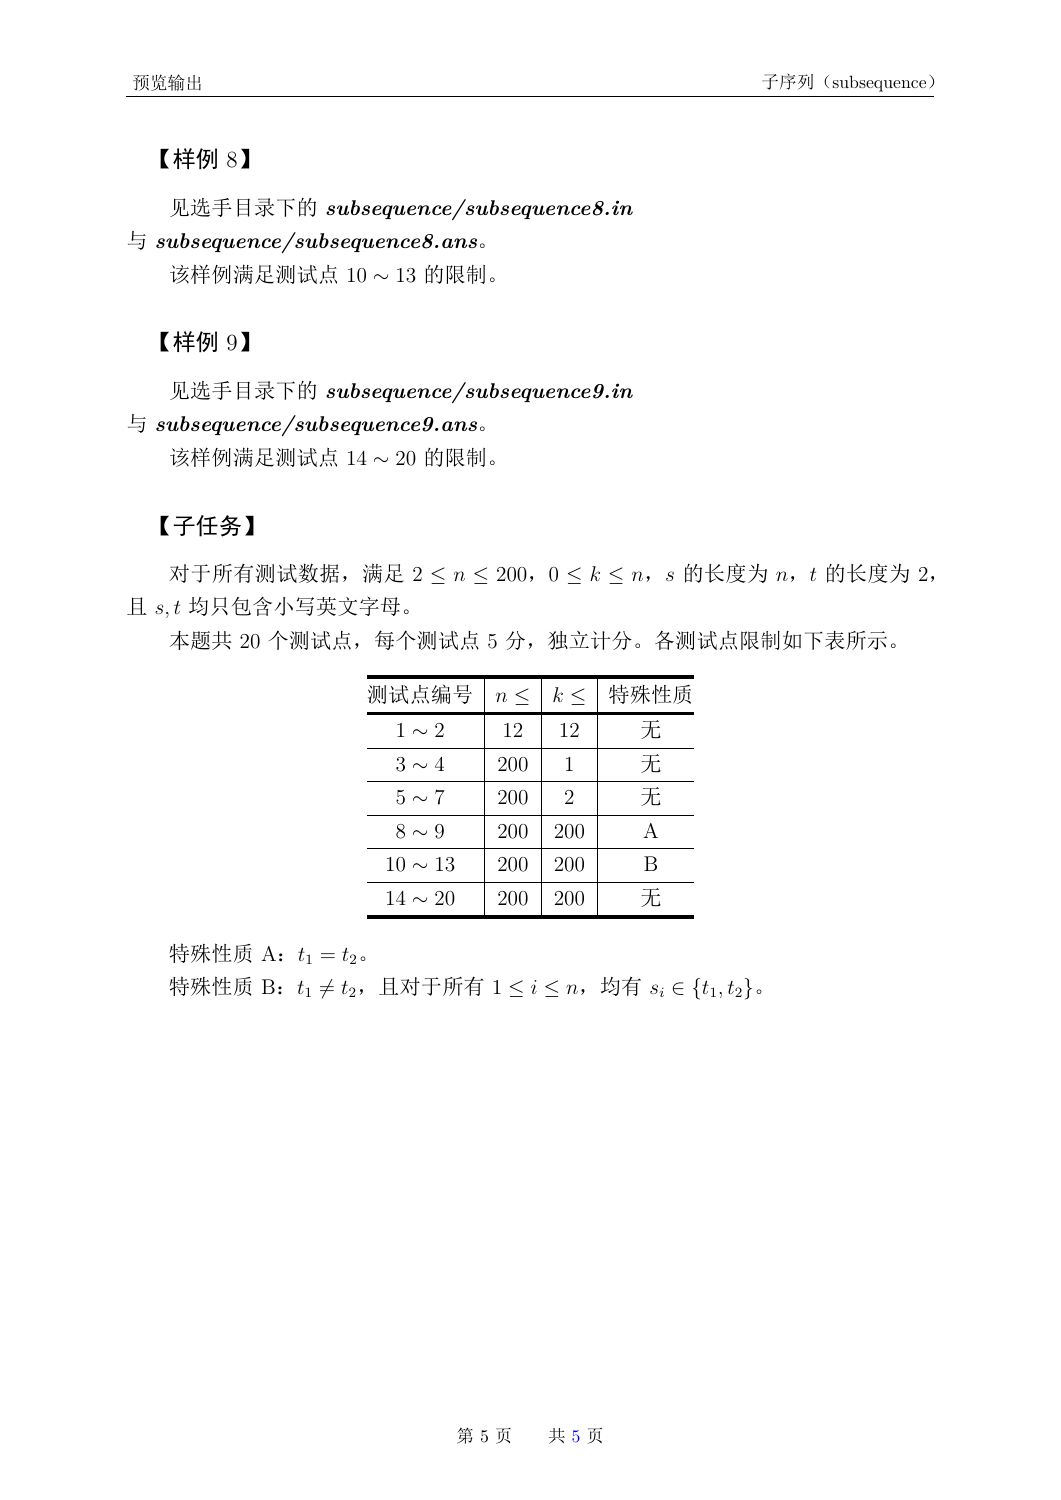 预览输出 子序列（subsequence）
【样例 8】
见选手目录下的 subsequence/subsequence8.in
与 subsequence/subsequence8.ans。
该样例满足测试点 10 ∼ 13 的限制。
【样例 9】
见选手目录下的 subsequence/subsequence9.in
与 subsequence/subsequence9.ans。
该样例满足测试点 14 ∼ 20 的限制。
【子任务】
对于所有测试数据，满足 2 ≤ n ≤ 200，0 ≤ k ≤ n，s 的长度为 n，t 的长度为 2，
且 s, t 均只包含小写英文字母。
本题共 20 个测试点，每个测试点 5 分，独立计分。各测试点限制如下表所示。
测试点编号 n ≤ k ≤ 特殊性质
1 ∼ 2 12 12 无
3 ∼ 4 200 1 无
5 ∼ 7 200 2 无
8 ∼ 9 200 200 A
10 ∼ 13 200 200 B
14 ∼ 20 200 200 无
特殊性质 A：t₁ = t₂。
特殊性质 B：t₁ ≠ t₂，且对于所有 1 ≤ i ≤ n，均有 sᵢ ∈ {t₁, t₂}。
第 5 页 共 5 页